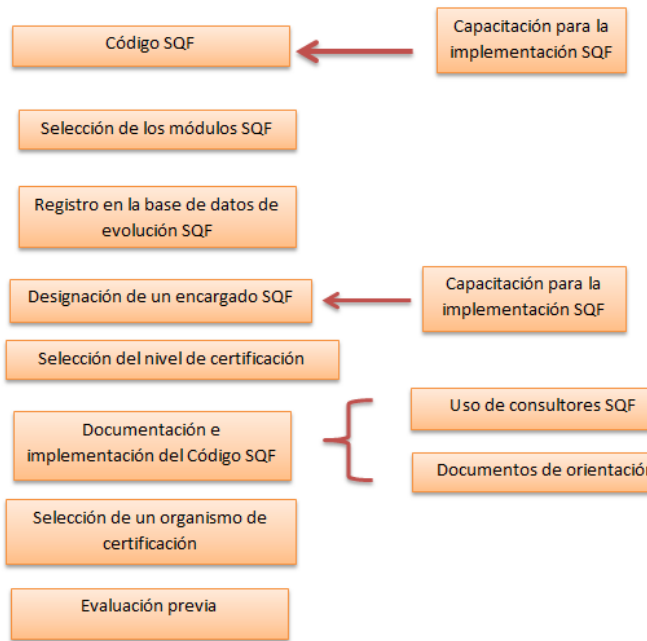 Código SQF
Capacitación para la
implementación SQF
Selección de los módulos SQF
Registro en la base de datos de
evolución SQF
Designación de un encargado SQF
Capacitación para la
implementación SQF
Selección del nivel de certificación
Documentación e
implementación del Código SQF
Uso de consultores SQF
Documentos de orientación
Selección de un organismo de
certificación
Evaluación previa